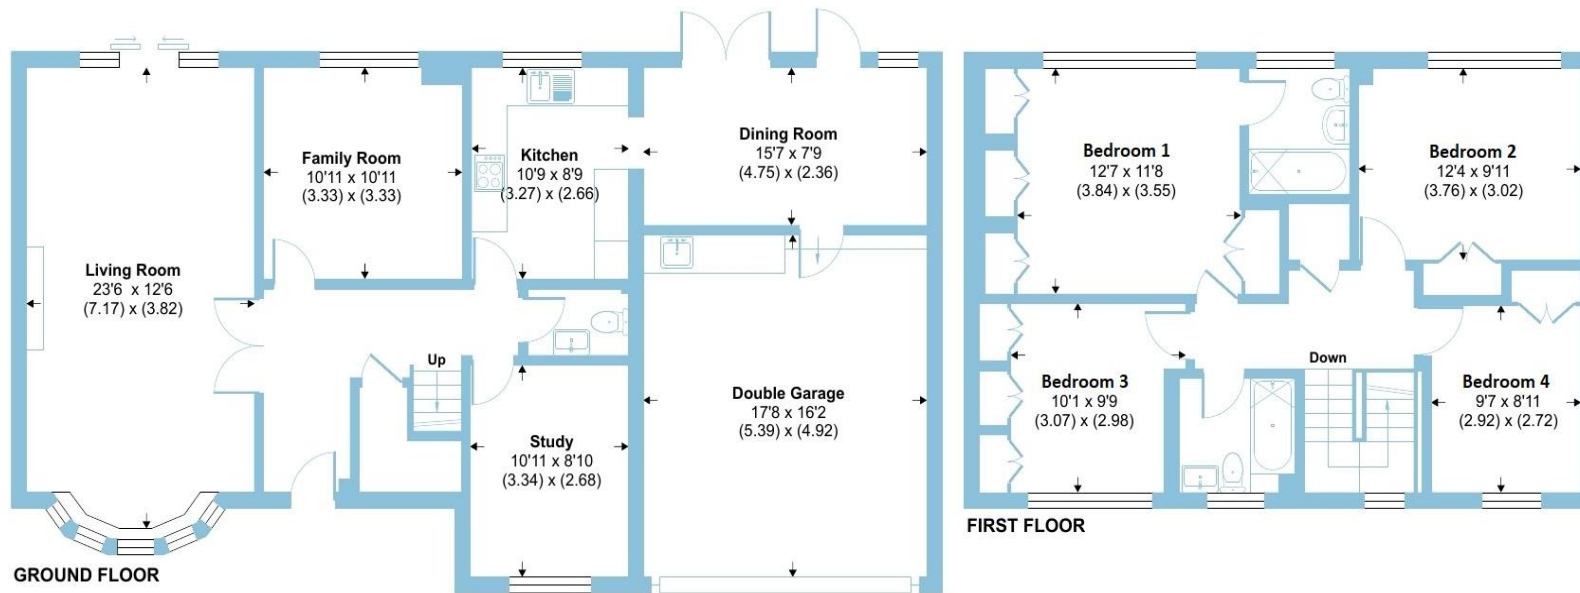 Living Room
23'6 x 12'6
(7.17) x (3.82)
Family Room
10'11 x 10'11
(3.33) x (3.33)
Kitchen
10'9 x 8'9
(3.27) x (2.66)
Dining Room
15'7 x 7'9
(4.75) x (2.36)
Up
Study
10'11 x 8'10
(3.34) x (2.68)
Double Garage
17'8 x 16'2
(5.39) x (4.92)
GROUND FLOOR
Bedroom 1
12'7 x 11'8
(3.84) x (3.55)
Bedroom 2
12'4 x 9'11
(3.76) x (3.02)
Bedroom 3
10'1 x 9'9
(3.07) x (2.98)
Down
Bedroom 4
9'7 x 8'11
(2.92) x (2.72)
FIRST FLOOR